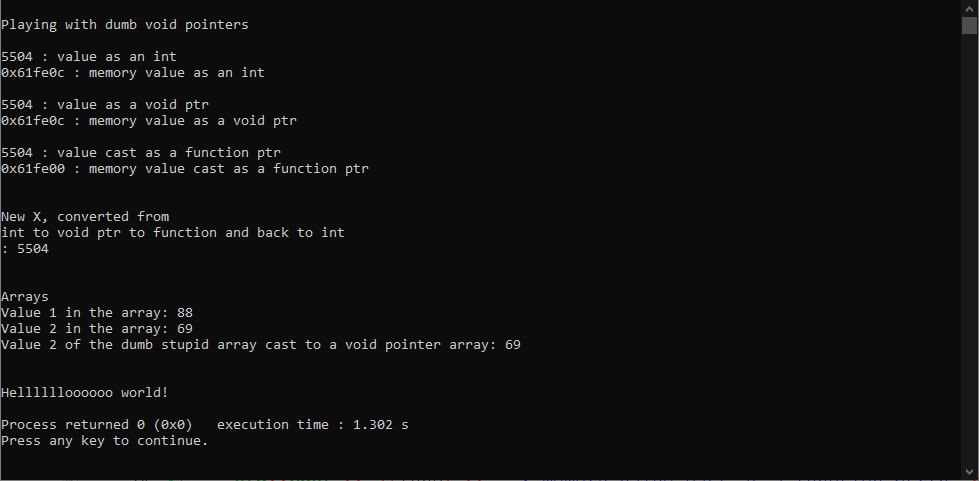 Playing with dumb void pointers
5504 : value as an int
0x61fe0c : memory value as an int
5504 : value as a void ptr
0x61fe0c : memory value as a void ptr
5504 : value cast as a function ptr
0x61fe00 : memory value cast as a function ptr
New X, converted from
int to void ptr to function and back to int
: 5504
Arrays
Value 1 in the array: 88
Value 2 in the array: 69
Value 2 of the dumb stupid array cast to a void pointer array: 69
Helllllloooooo world!
Process returned 0 (0x0)   execution time : 1.302 s
Press any key to continue.